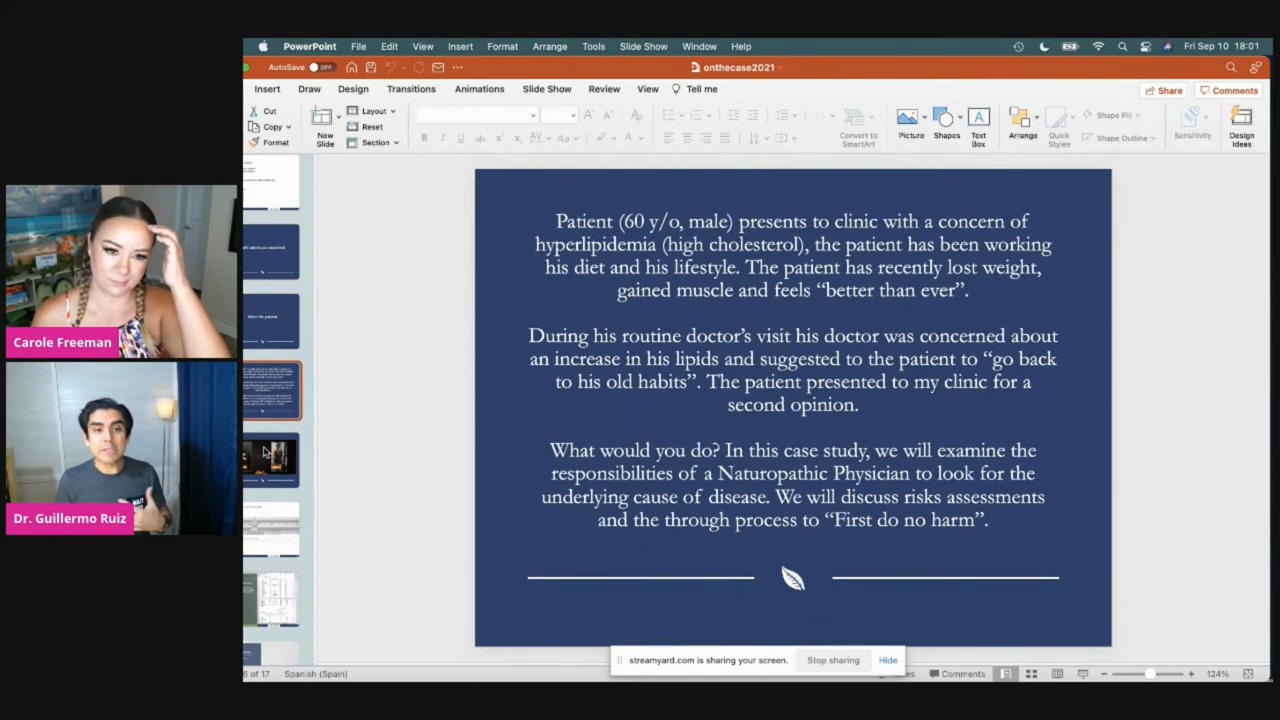 PowerPoint File Edit View Insert Format Arrange Tools Slide Show Window Help Fri Sep 10 18:01
AutoSave OFF onthecase2021
Insert Draw Design Transitions Animations Slide Show Review View Tell me Share Comments
Cut
Copy
Format
New Slide
Layout
Reset
Section
Convert to SmartArt
Picture
Shapes
Text Box
Arrange
Quick Styles
Shape Fill
Shape Outline
Sensitivity
Design Ideas
Carole Freeman
Dr. Guillermo Ruiz
Patient (60 y/o, male) presents to clinic with a concern of
hyperlipidemia (high cholesterol), the patient has been working
his diet and his lifestyle. The patient has recently lost weight,
gained muscle and feels “better than ever”.
During his routine doctor’s visit his doctor was concerned about
an increase in his lipids and suggested to the patient to “go back
to his old habits”. The patient presented to my clinic for a
second opinion.
What would you do? In this case study, we will examine the
responsibilities of a Naturopathic Physician to look for the
underlying cause of disease. We will discuss risks assessments
and the through process to “First do no harm”.
streamyard.com is sharing your screen. Stop sharing Hide
of 17 Spanish (Spain) Comments 124%